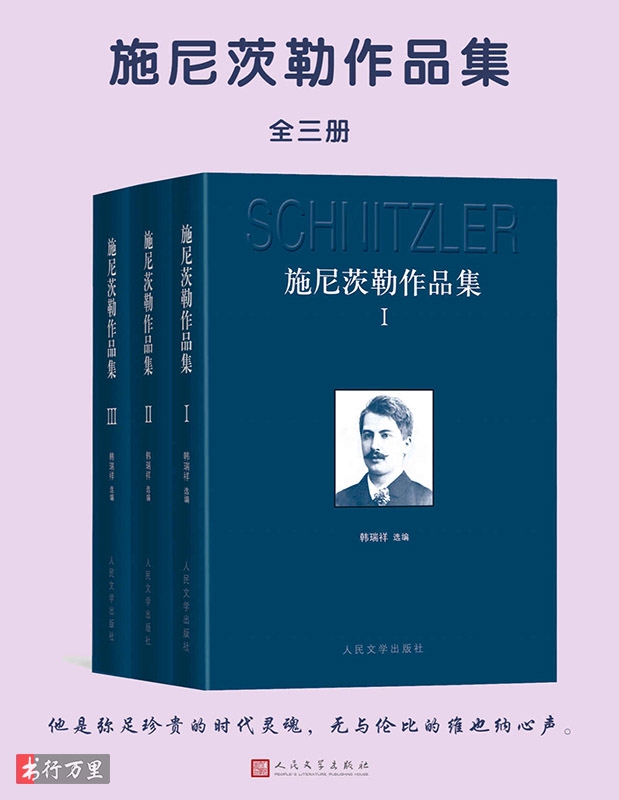 施尼茨勒作品集
全三册
SCHNITZLER
施尼茨勒作品集
I
韩瑞祥 选编
人民文学出版社
施尼茨勒作品集 III 韩瑞祥 选编 人民文学出版社
施尼茨勒作品集 II 韩瑞祥 选编 人民文学出版社
施尼茨勒作品集 I 韩瑞祥 选编 人民文学出版社
他是弥足珍贵的时代灵魂，无与伦比的维也纳心声。
书行万里
人民文学出版社
PEOPLE'S LITERATURE PUBLISHING HOUSE